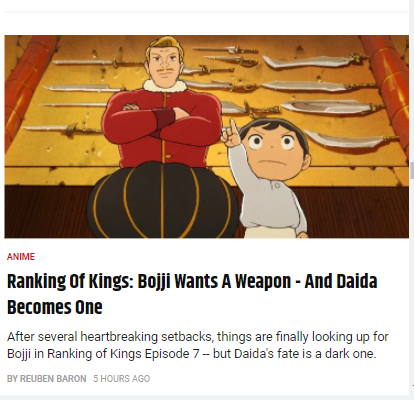 ANIME
Ranking Of Kings: Bojji Wants A Weapon - And Daida
Becomes One
After several heartbreaking setbacks, things are finally looking up for
Bojji in Ranking of Kings Episode 7 -- but Daida's fate is a dark one.
BY REUBEN BARON 5 HOURS AGO